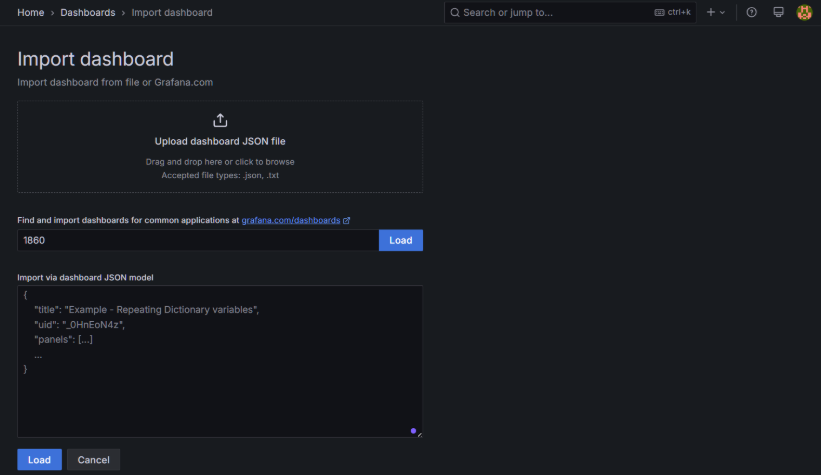 Home › Dashboards › Import dashboard
Search or jump to... ctrl+k
Import dashboard
Import dashboard from file or Grafana.com
Upload dashboard JSON file
Drag and drop here or click to browse
Accepted file types: .json, .txt
Find and import dashboards for common applications at grafana.com/dashboards
1860 Load
Import via dashboard JSON model
{
"title": "Example - Repeating Dictionary variables",
"uid": "_0HnEoN4z",
"panels": [...]
...
}
Load Cancel